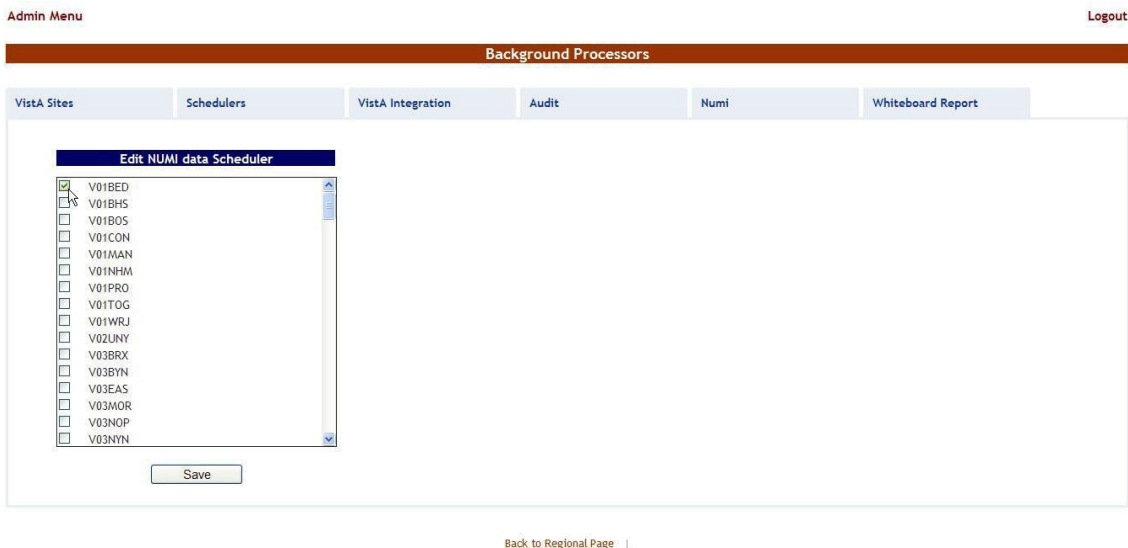 Admin Menu Logout
Background Processors
VistA Sites Schedulers VistA Integration Audit Numi Whiteboard Report
Edit NUMI data Scheduler
V01BED
V01BHS
V01BOS
V01CON
V01MAN
V01NHM
V01PRO
V01TOG
V01WRJ
V02UNY
V03BRX
V03BYN
V03EAS
V03MOR
V03NOP
V03NYN
Save
Back to Regional Page |